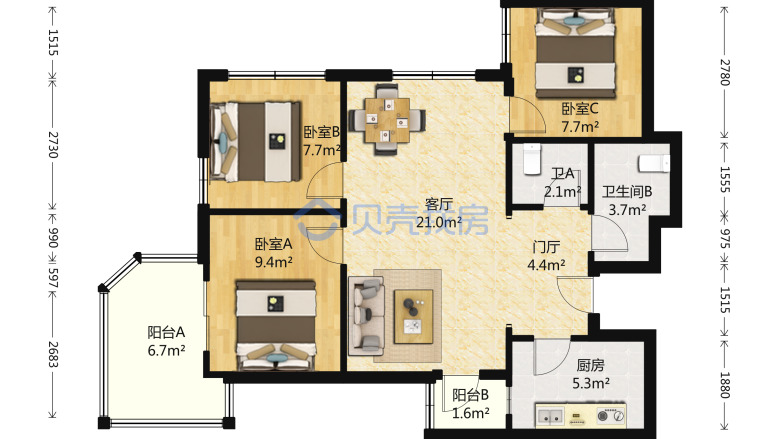 1515
2730
990
597
2683
2780
1555
975
1515
1880
卧室C
7.7m²
卧室B
7.7m²
卫A
2.1m²
卫生间B
3.7m²
客厅
21.0m²
贝壳找房
卧室A
9.4m²
门厅
4.4m²
阳台A
6.7m²
厨房
5.3m²
阳台B
1.6m²